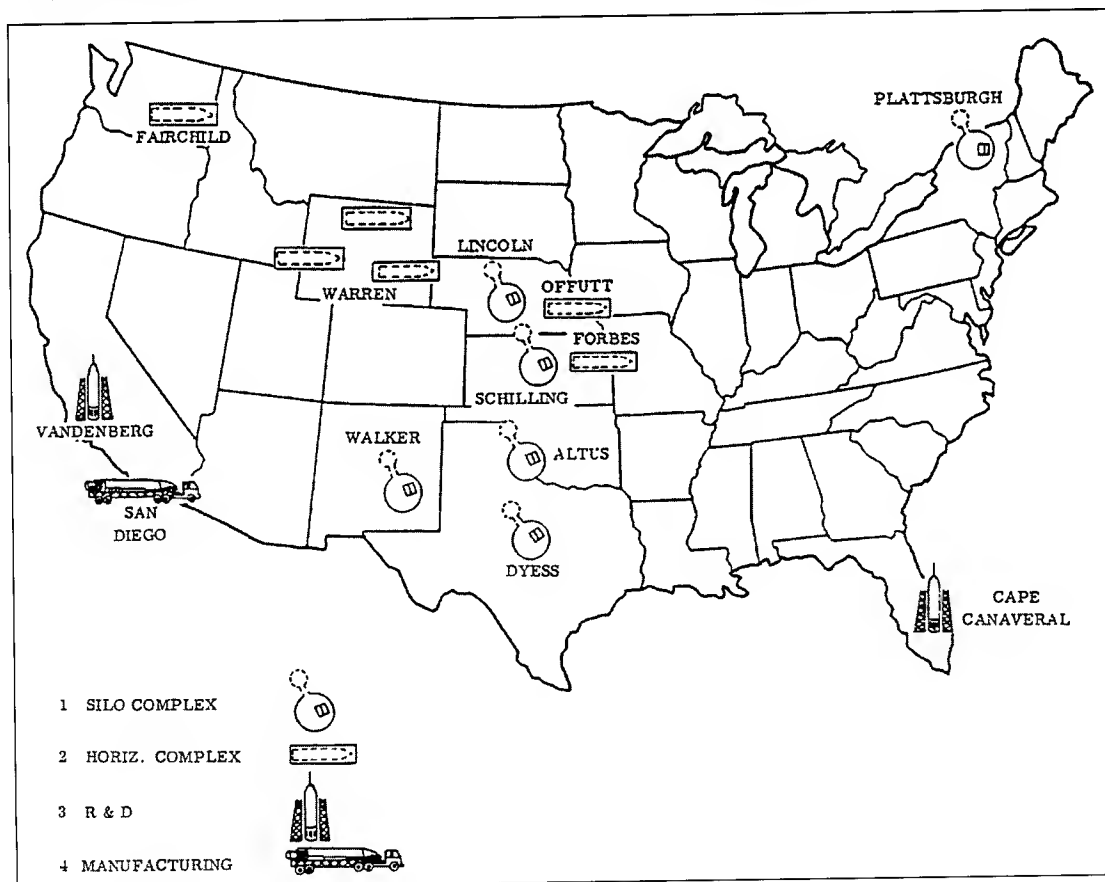 PLATTSBURGH
FAIRCHILD
LINCOLN
WARREN
OFFUTT
FORBES
SCHILLING
VANDENBERG
WALKER
ALTUS
SAN
DIEGO
DYESS
CAPE
CANAVERAL
1 SILO COMPLEX
2 HORIZ. COMPLEX
3 R & D
4 MANUFACTURING